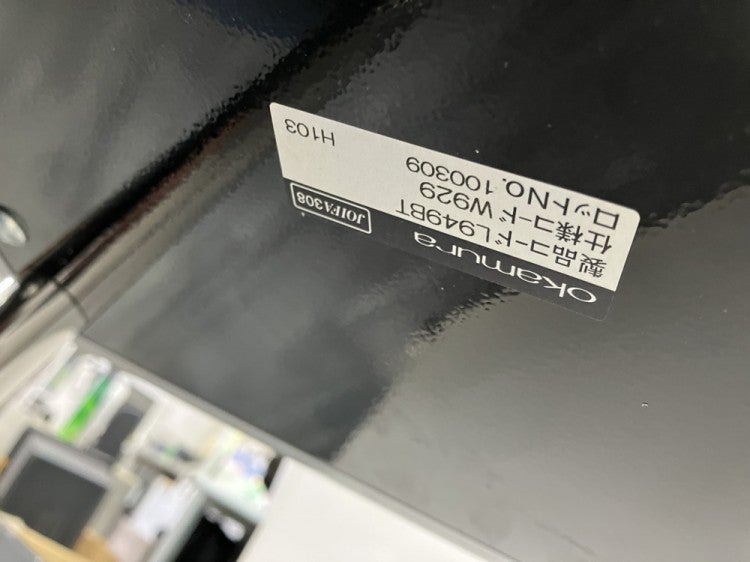 okamura
JOIFA308
製品コード L949BT
仕様コード W929
ロットNo. 100309
H103